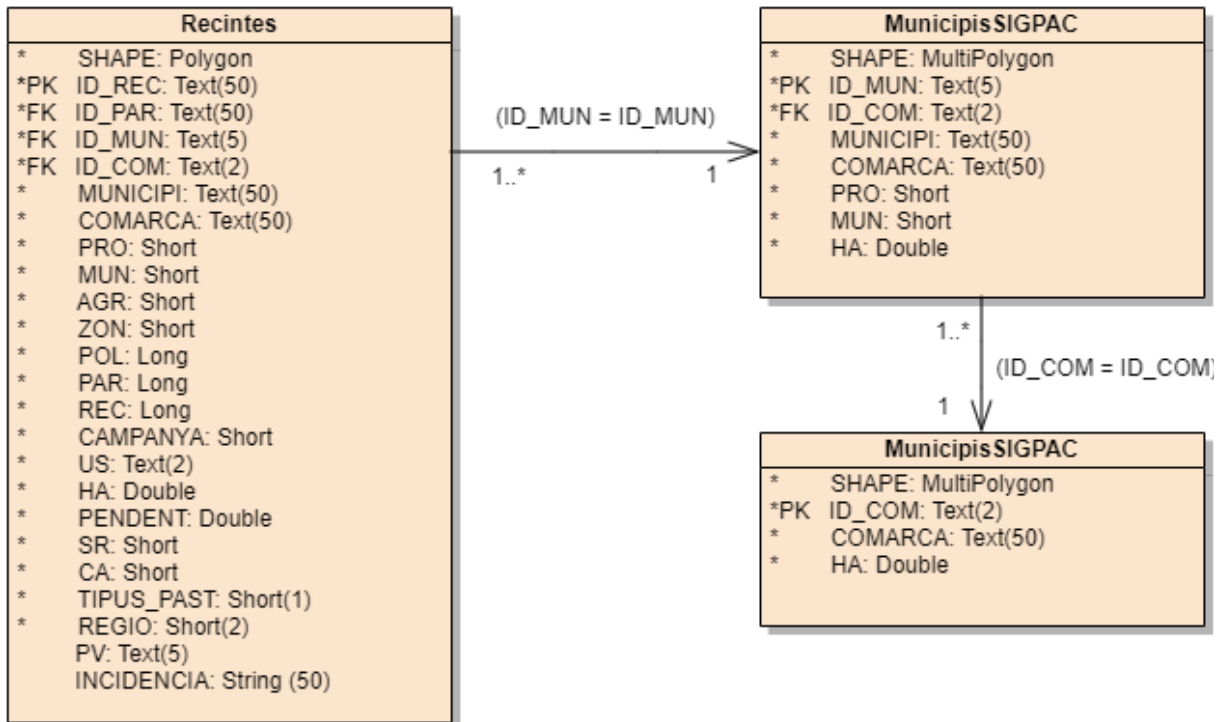 Recintes
* SHAPE: Polygon
*PK ID_REC: Text(50)
*FK ID_PAR: Text(50)
*FK ID_MUN: Text(5)
*FK ID_COM: Text(2)
* MUNICIPI: Text(50)
* COMARCA: Text(50)
* PRO: Short
* MUN: Short
* AGR: Short
* ZON: Short
* POL: Long
* PAR: Long
* REC: Long
* CAMPANYA: Short
* US: Text(2)
* HA: Double
* PENDENT: Double
* SR: Short
* CA: Short
* TIPUS_PAST: Short(1)
* REGIO: Short(2)
PV: Text(5)
INCIDENCIA: String (50)
(ID_MUN = ID_MUN)
1..* 1
MunicipisSIGPAC
* SHAPE: MultiPolygon
*PK ID_MUN: Text(5)
*FK ID_COM: Text(2)
* MUNICIPI: Text(50)
* COMARCA: Text(50)
* PRO: Short
* MUN: Short
* HA: Double
1..*
(ID_COM = ID_COM)
1
MunicipisSIGPAC
* SHAPE: MultiPolygon
*PK ID_COM: Text(2)
* COMARCA: Text(50)
* HA: Double